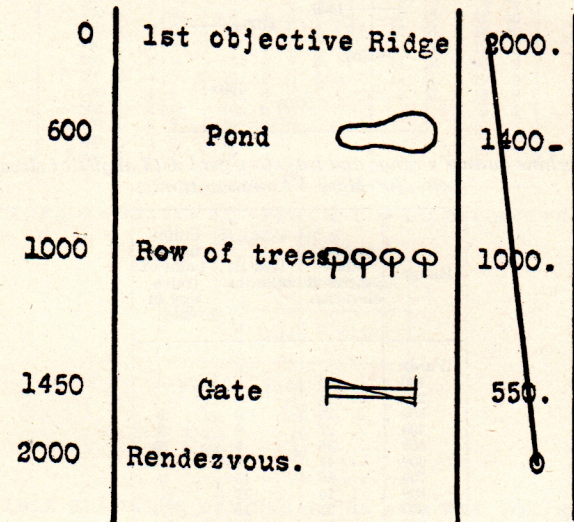 0 1st objective Ridge 2000.
600 Pond 1400-
1000 Row of trees 1000.
1450 Gate 550.
2000 Rendezvous.